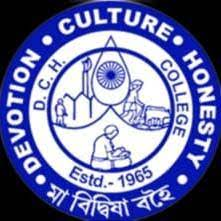 DEVOTION • CULTURE • HONESTY
D. C. H. COLLEGE
Estd.- 1965
মা বিদ্বিষা বহৈ